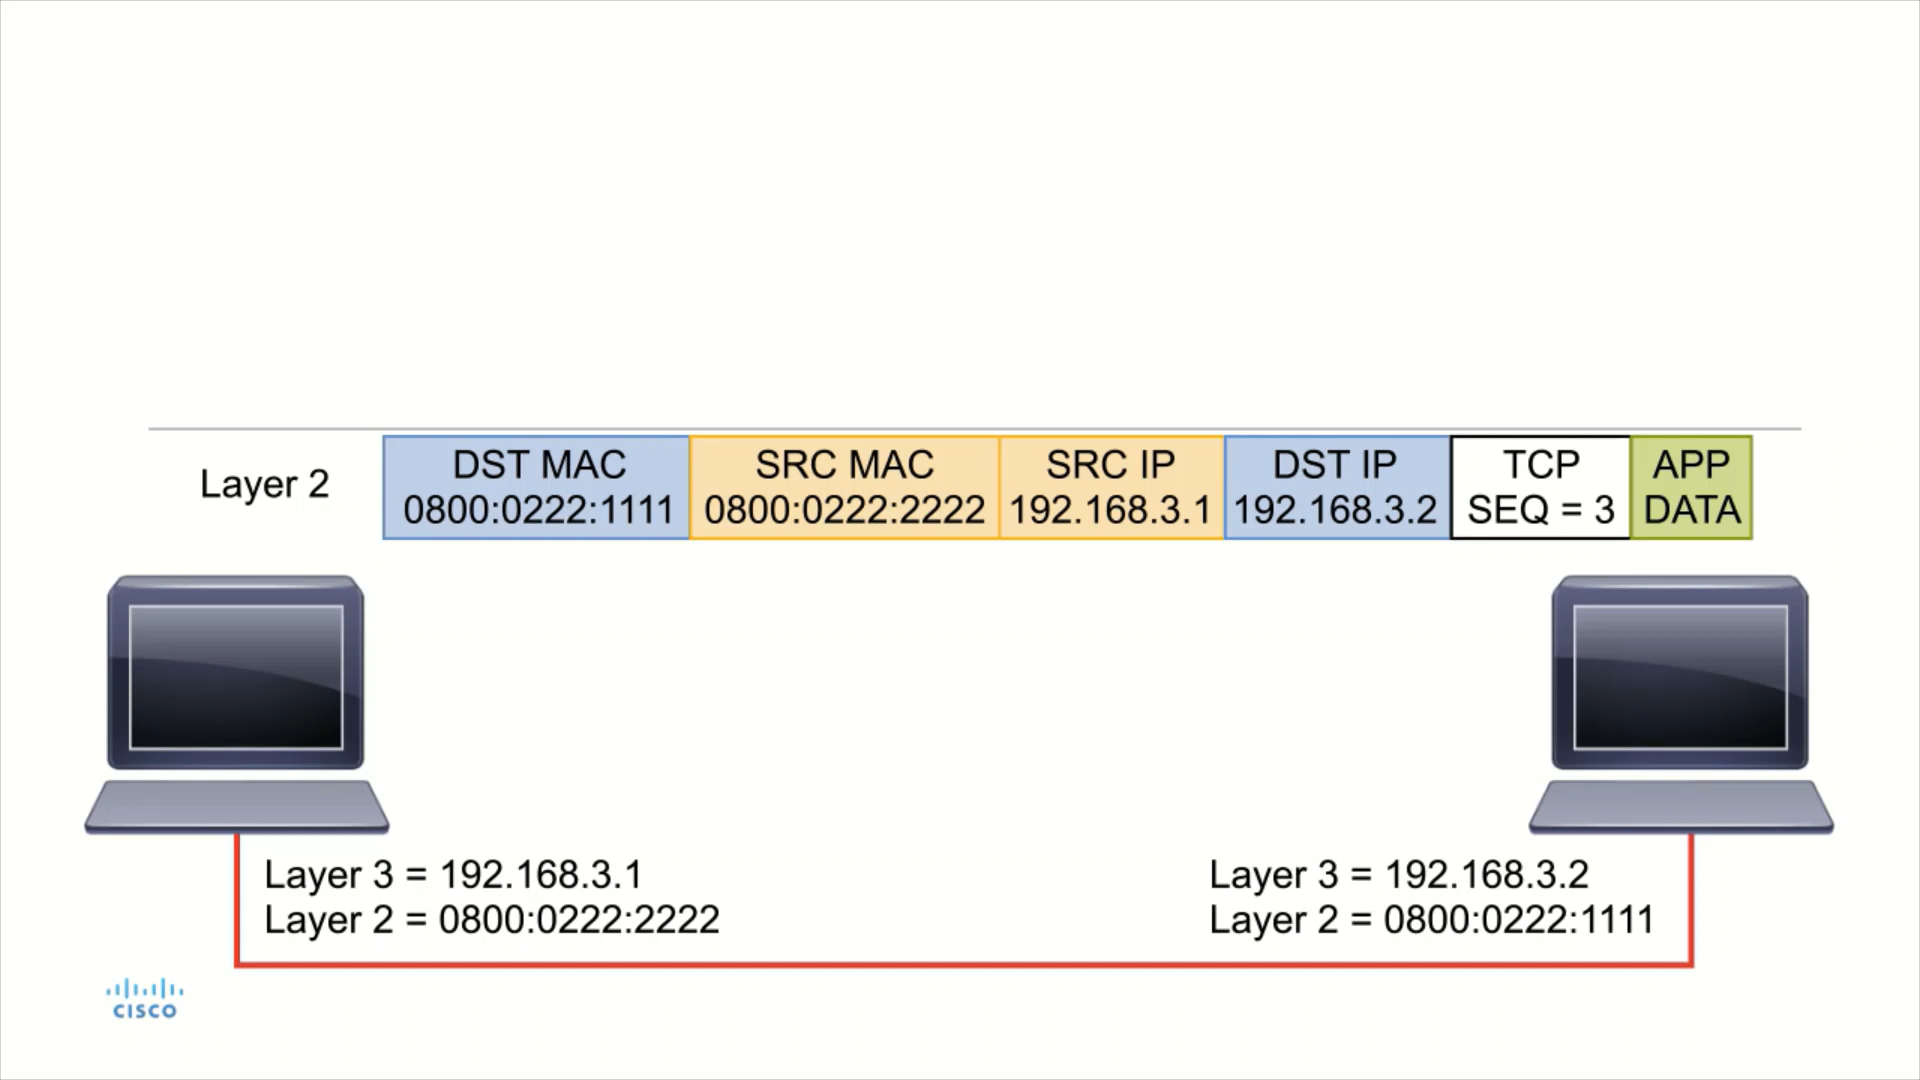 Layer 2
DST MAC
0800:0222:1111
SRC MAC
0800:0222:2222
SRC IP
192.168.3.1
DST IP
192.168.3.2
TCP
SEQ = 3
APP
DATA
Layer 3 = 192.168.3.1
Layer 2 = 0800:0222:2222
Layer 3 = 192.168.3.2
Layer 2 = 0800:0222:1111
CISCO